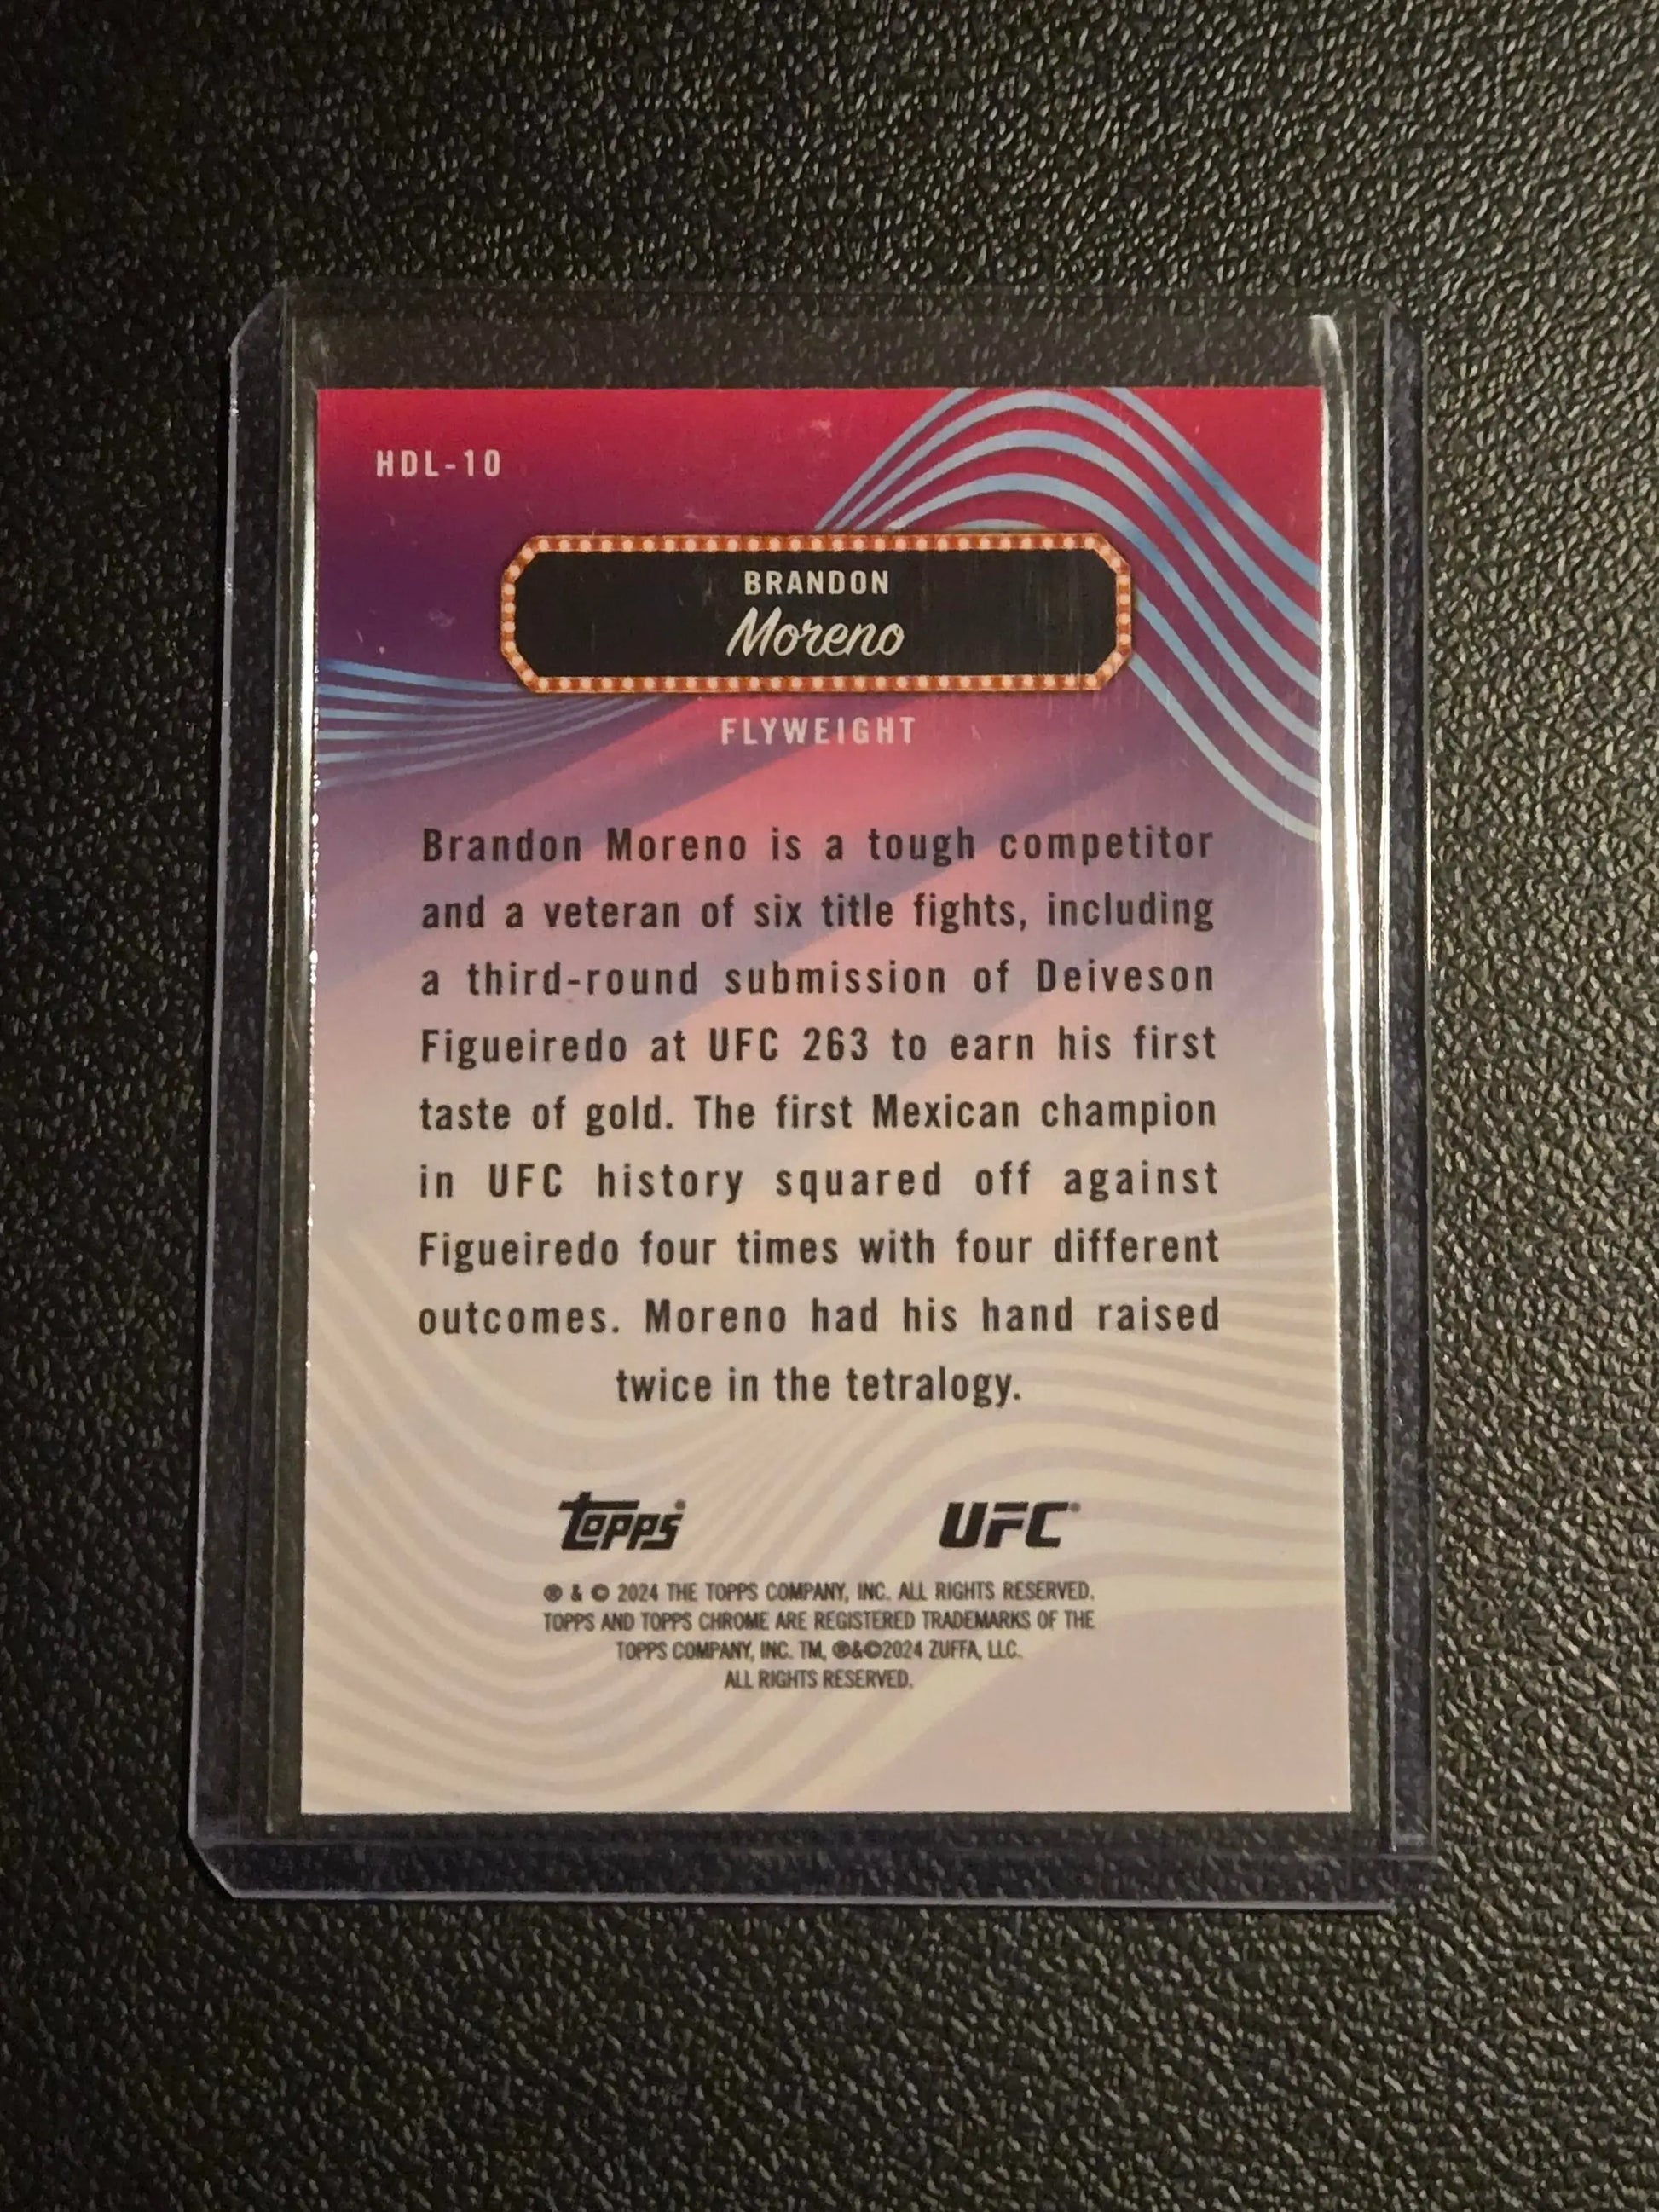 HDL-10
BRANDON
Moreno
FLYWEIGHT
Brandon Moreno is a tough competitor
and a veteran of six title fights, including
a third-round submission of Deiveson
Figueiredo at UFC 263 to earn his first
taste of gold. The first Mexican champion
in UFC history squared off against
Figueiredo four times with four different
outcomes. Moreno had his hand raised
twice in the tetralogy.
Topps® UFC®
® & © 2024 THE TOPPS COMPANY, INC. ALL RIGHTS RESERVED.
TOPPS AND TOPPS CHROME ARE REGISTERED TRADEMARKS OF THE
TOPPS COMPANY, INC. TM, ®&©2024 ZUFFA, LLC.
ALL RIGHTS RESERVED.